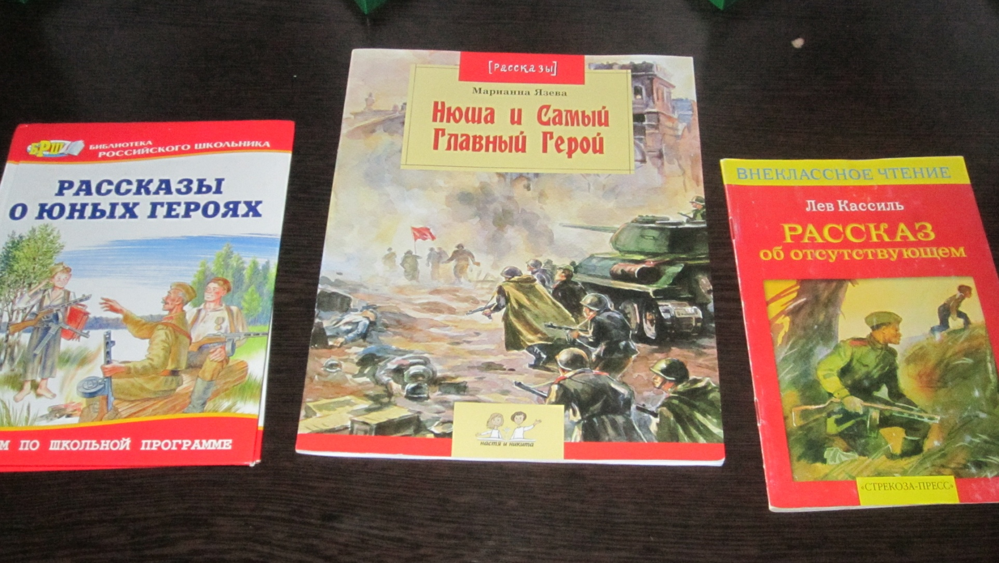 БРШ
БИБЛИОТЕКА
РОССИЙСКОГО ШКОЛЬНИКА
РАССКАЗЫ
О ЮНЫХ ГЕРОЯХ
ПО ШКОЛЬНОЙ ПРОГРАММЕ
[Рассказы]
Марианна Язева
Нюша и Самый
Главный Герой
настя и никита
ВНЕКЛАССНОЕ ЧТЕНИЕ
Лев Кассиль
РАССКАЗ
об отсутствующем
«СТРЕКОЗА-ПРЕСС»